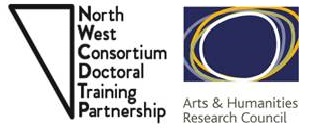 North
West
Consortium
Doctoral
Training
Partnership
Arts & Humanities
Research Council